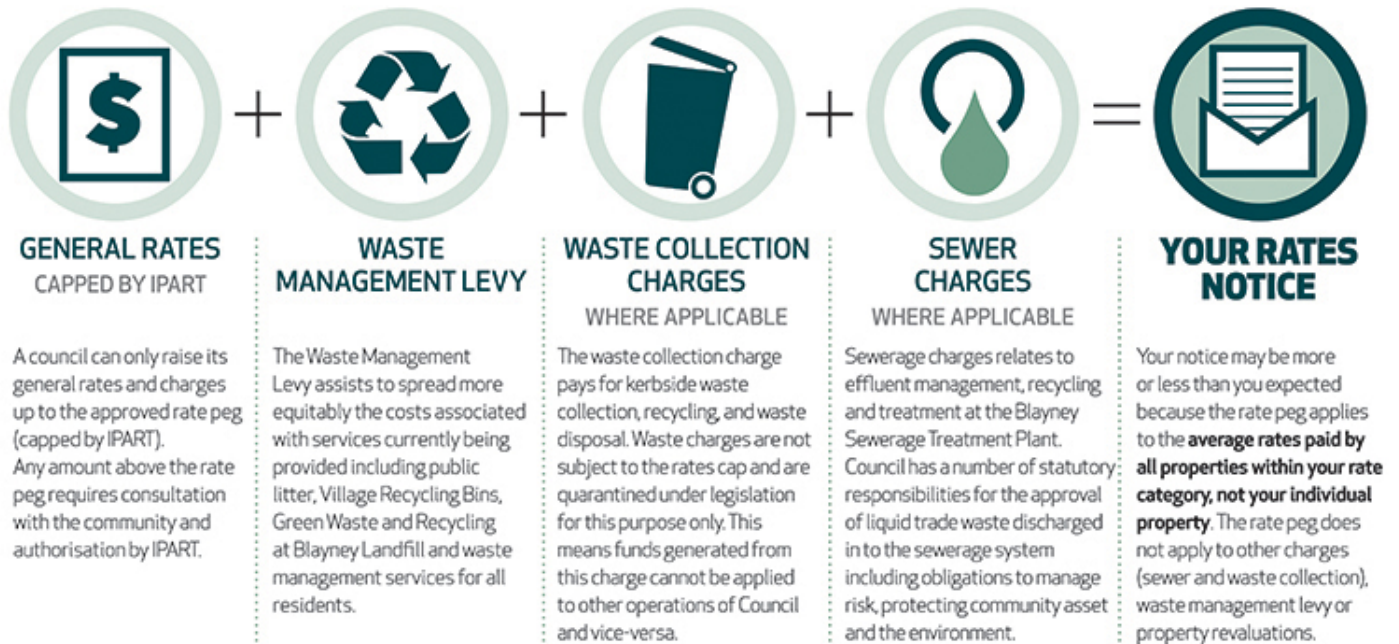 $
GENERAL RATES
CAPPED BY IPART
A council can only raise its
general rates and charges
up to the approved rate peg
(capped by IPART).
Any amount above the rate
peg requires consultation
with the community and
authorisation by IPART.
WASTE
MANAGEMENT LEVY
The Waste Management
Levy assists to spread more
equitably the costs associated
with services currently being
provided including public
litter, Village Recycling Bins,
Green Waste and Recycling
at Blayney Landfill and waste
management services for all
residents.
WASTE COLLECTION
CHARGES
WHERE APPLICABLE
The waste collection charge
pays for kerbside waste
collection, recycling, and waste
disposal. Waste charges are not
subject to the rates cap and are
quarantined under legislation
for this purpose only. This
means funds generated from
this charge cannot be applied
to other operations of Council
and vice-versa.
SEWER
CHARGES
WHERE APPLICABLE
Sewerage charges relates to
effluent management, recycling
and treatment at the Blayney
Sewerage Treatment Plant.
Council has a number of statutory
responsibilities for the approval
of liquid trade waste discharged
in to the sewerage system
including obligations to manage
risk, protecting community asset
and the environment.
YOUR RATES
NOTICE
Your notice may be more
or less than you expected
because the rate peg applies
to the average rates paid by
all properties within your rate
category, not your individual
property. The rate peg does
not apply to other charges
(sewer and waste collection),
waste management levy or
property revaluations.